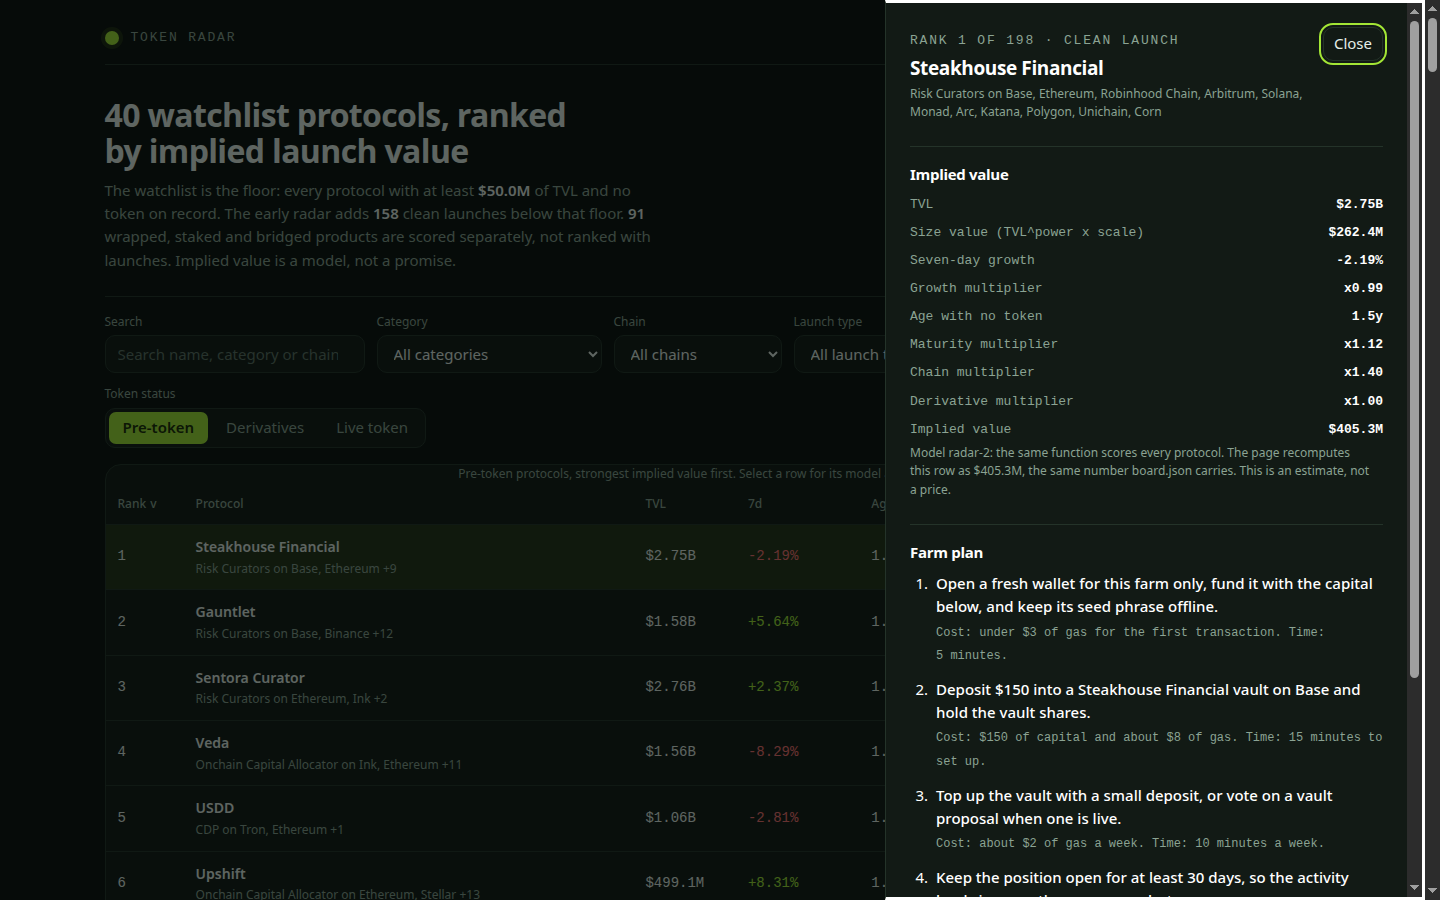 TOKEN RADAR
40 watchlist protocols, ranked
by implied launch value
The watchlist is the floor: every protocol with at least $50.0M of TVL and no
token on record. The early radar adds 158 clean launches below that floor. 91
wrapped, staked and bridged products are scored separately, not ranked with
launches. Implied value is a model, not a promise.
Search Category Chain Launch type
Search name, category or chain All categories All chains All launch
Token status
Pre-token Derivatives Live token
Pre-token protocols, strongest implied value first. Select a row for its model
Rank v Protocol TVL 7d Ag
1 Steakhouse Financial $2.75B -2.19% 1.
Risk Curators on Base, Ethereum +9
2 Gauntlet $1.58B +5.64% 1.
Risk Curators on Base, Binance +12
3 Sentora Curator $2.76B +2.37% 1.
Risk Curators on Ethereum, Ink +2
4 Veda $1.56B -8.29% 1.
Onchain Capital Allocator on Ink, Ethereum +11
5 USDD $1.06B -2.81% 1.
CDP on Tron, Ethereum +1
6 Upshift $499.1M +8.31% 1.
Onchain Capital Allocator on Ethereum, Stellar +13
RANK 1 OF 198 · CLEAN LAUNCH
Close
Steakhouse Financial
Risk Curators on Base, Ethereum, Robinhood Chain, Arbitrum, Solana,
Monad, Arc, Katana, Polygon, Unichain, Corn
Implied value
TVL $2.75B
Size value (TVL^power x scale) $262.4M
Seven-day growth -2.19%
Growth multiplier x0.99
Age with no token 1.5y
Maturity multiplier x1.12
Chain multiplier x1.40
Derivative multiplier x1.00
Implied value $405.3M
Model radar-2: the same function scores every protocol. The page recomputes
this row as $405.3M, the same number board.json carries. This is an estimate, not
a price.
Farm plan
1. Open a fresh wallet for this farm only, fund it with the capital
below, and keep its seed phrase offline.
Cost: under $3 of gas for the first transaction. Time:
5 minutes.
2. Deposit $150 into a Steakhouse Financial vault on Base and
hold the vault shares.
Cost: $150 of capital and about $8 of gas. Time: 15 minutes to
set up.
3. Top up the vault with a small deposit, or vote on a vault
proposal when one is live.
Cost: about $2 of gas a week. Time: 10 minutes a week.
4. Keep the position open for at least 30 days, so the activity